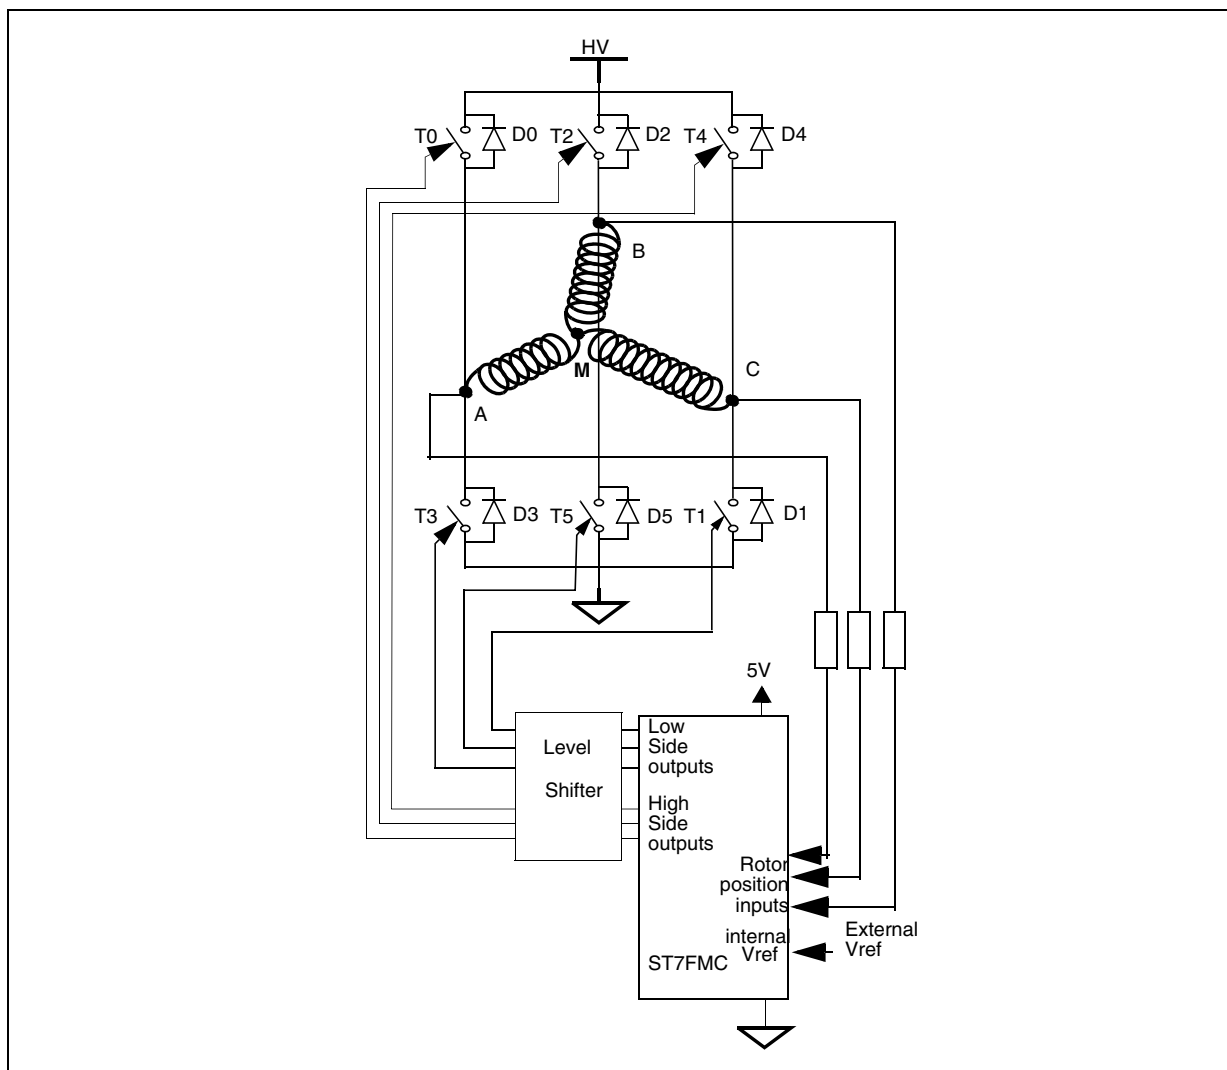 HV
T0
D0
T2
D2
T4
D4
B
M
C
A
T3
D3
T5
D5
T1
D1
5V
Level
Shifter
Low
Side
outputs
High
Side
outputs
Rotor
position
inputs
internal
Vref
External
Vref
ST7FMC